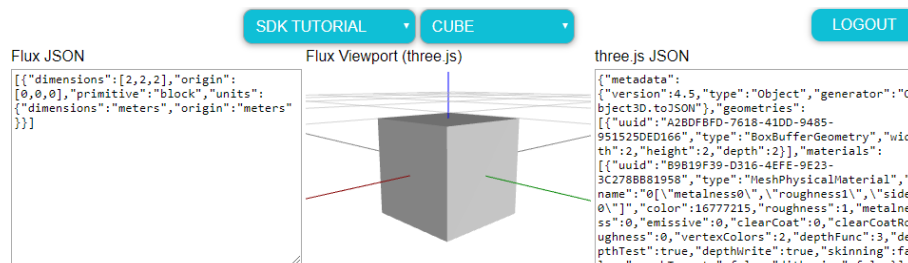 SDK TUTORIAL
CUBE
LOGOUT
Flux JSON
Flux Viewport (three.js)
three.js JSON
[{"dimensions":[2,2,2],"origin":
[0,0,0],"primitive":"block","units":
{"dimensions":"meters","origin":"meters"
}}]
{"metadata":
{"version":4.5,"type":"Object","generator":"O
bject3D.toJSON"},"geometries":
[{"uuid":"A2BDFBFD-7618-41DD-9485-
951525DED166","type":"BoxBufferGeometry","wid
th":2,"height":2,"depth":2}],"materials":
[{"uuid":"B9B19F39-D316-4EFE-9E23-
3C278BB81958","type":"MeshPhysicalMaterial","
name":"0[\"metalness0\",\"roughness1\",\"side
0\"]","color":16777215,"roughness":1,"metalne
ss":0,"emissive":0,"clearCoat":0,"clearCoatRo
ughness":0,"vertexColors":2,"depthFunc":3,"de
pthTest":true,"depthWrite":true,"skinning":fa